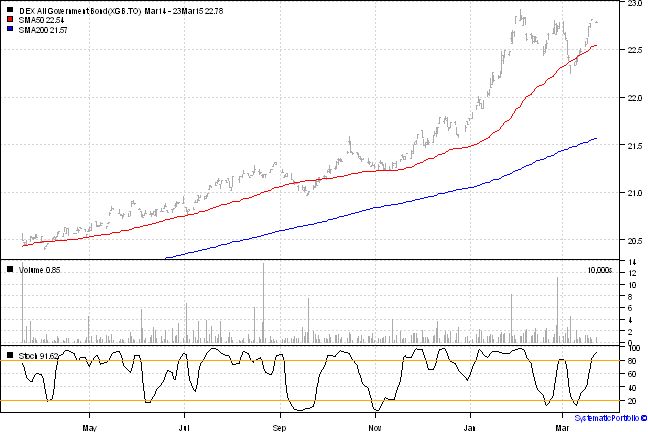 DEX All Government Bond(XGB.TO) Mar14 - 23Mar15 22.78
SMA50 22.54
SMA200 21.57
23.0
22.5
22.0
21.5
21.0
20.5
Volume 0.85
10,000s
14
12
10
8
6
4
2
0
Stoch 91.62
100
80
60
40
20
May
Jul
Sep
Nov
Jan
Mar
SystematicPortfolio ©